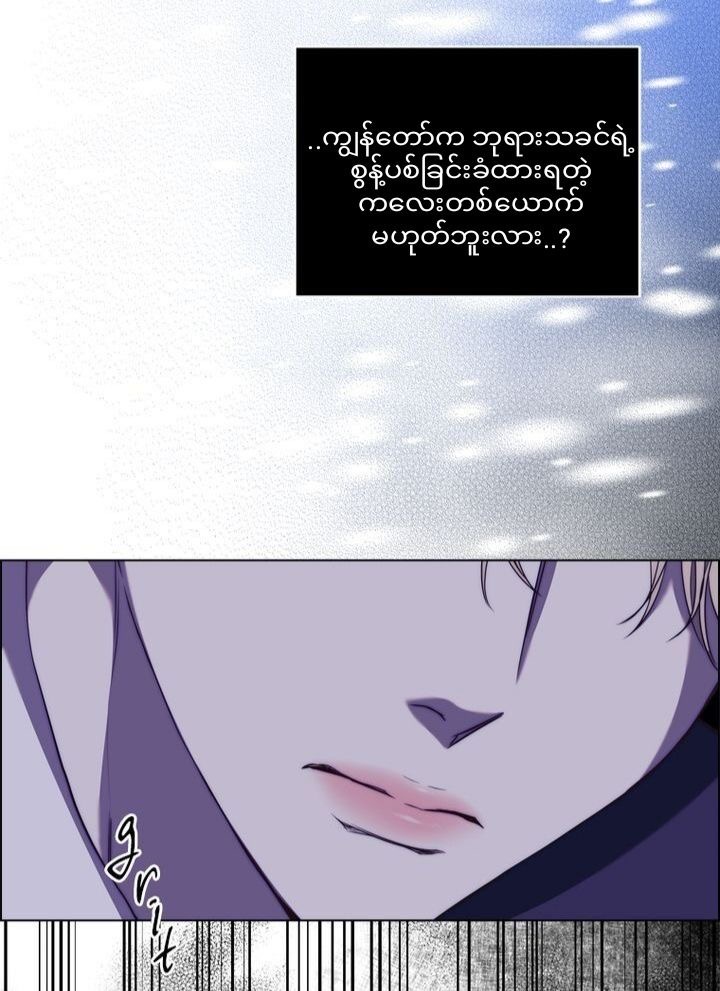 ..ကျွန်တော်က ဘုရားသခင်ရဲ့
စွန့်ပစ်ခြင်းခံထားရတဲ့
ကလေးတစ်ယောက်
မဟုတ်ဘူးလား..?
grit